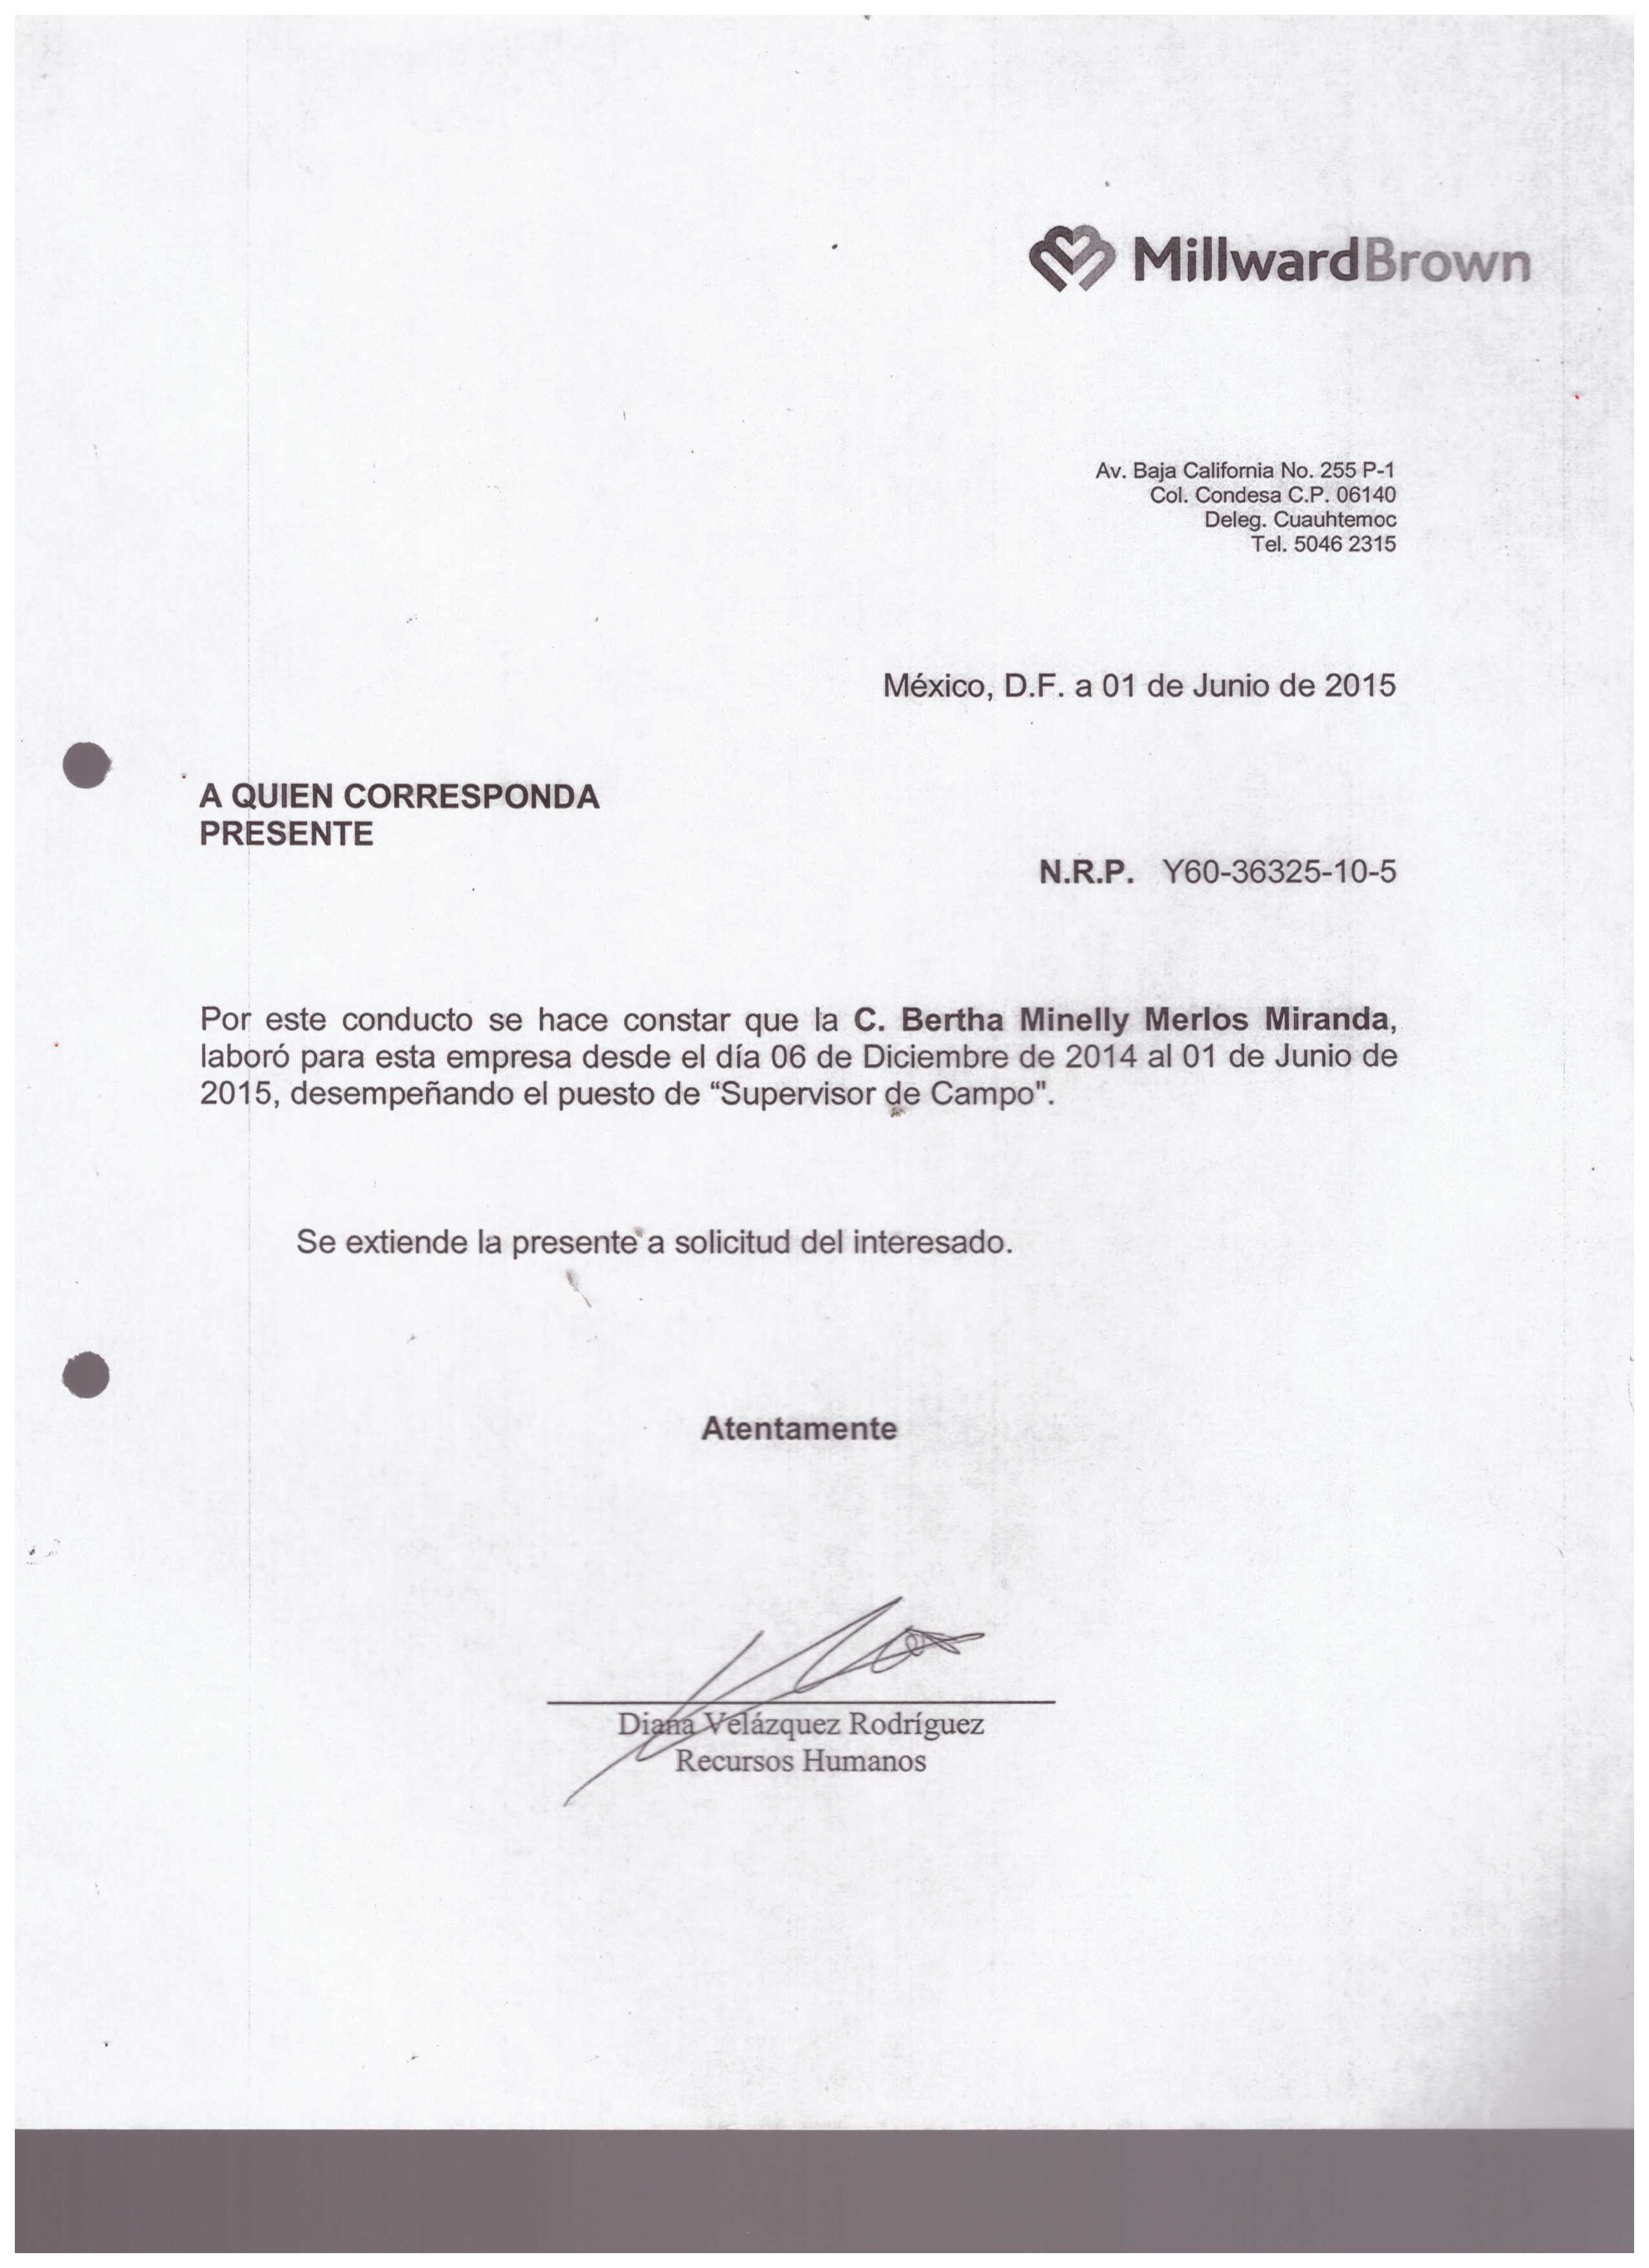 MillwardBrown
Av. Baja California No. 255 P-1
Col. Condesa C.P. 06140
Deleg. Cuauhtemoc
Tel. 5046 2315
México, D.F. a 01 de Junio de 2015
A QUIEN CORRESPONDA
PRESENTE
N.R.P. Y60-36325-10-5
Por este conducto se hace constar que la C. Bertha Minelly Merlos Miranda,
laboró para esta empresa desde el día 06 de Diciembre de 2014 al 01 de Junio de
2015, desempeñando el puesto de “Supervisor de Campo".
Se extiende la presente a solicitud del interesado.
Atentamente
Diana Velázquez Rodríguez
Recursos Humanos